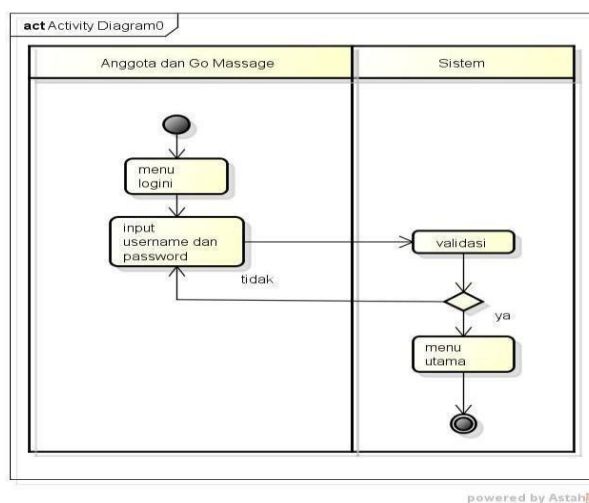 act Activity Diagram0
Anggota dan Go Massage
Sistem
menu
logini
input
username dan
password
validasi
tidak
ya
menu
utama
powered by Astah